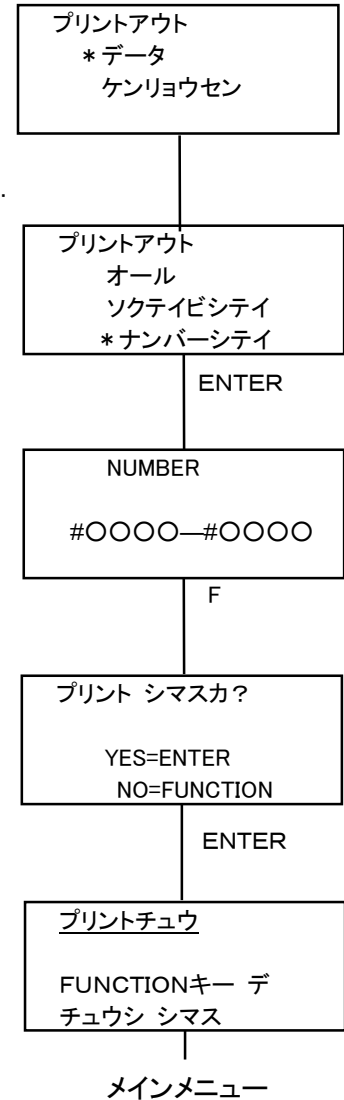 プリントアウト
*データ
ケンリョウセン
.
プリントアウト
オール
ソクテイビシテイ
*ナンバーシテイ
ENTER
NUMBER
#〇〇〇〇―#〇〇〇〇
F
プリント シマスカ?
YES=ENTER
NO=FUNCTION
ENTER
プリントチュウ
FUNCTIONキー デ
チュウシ シマス
メインメニュー